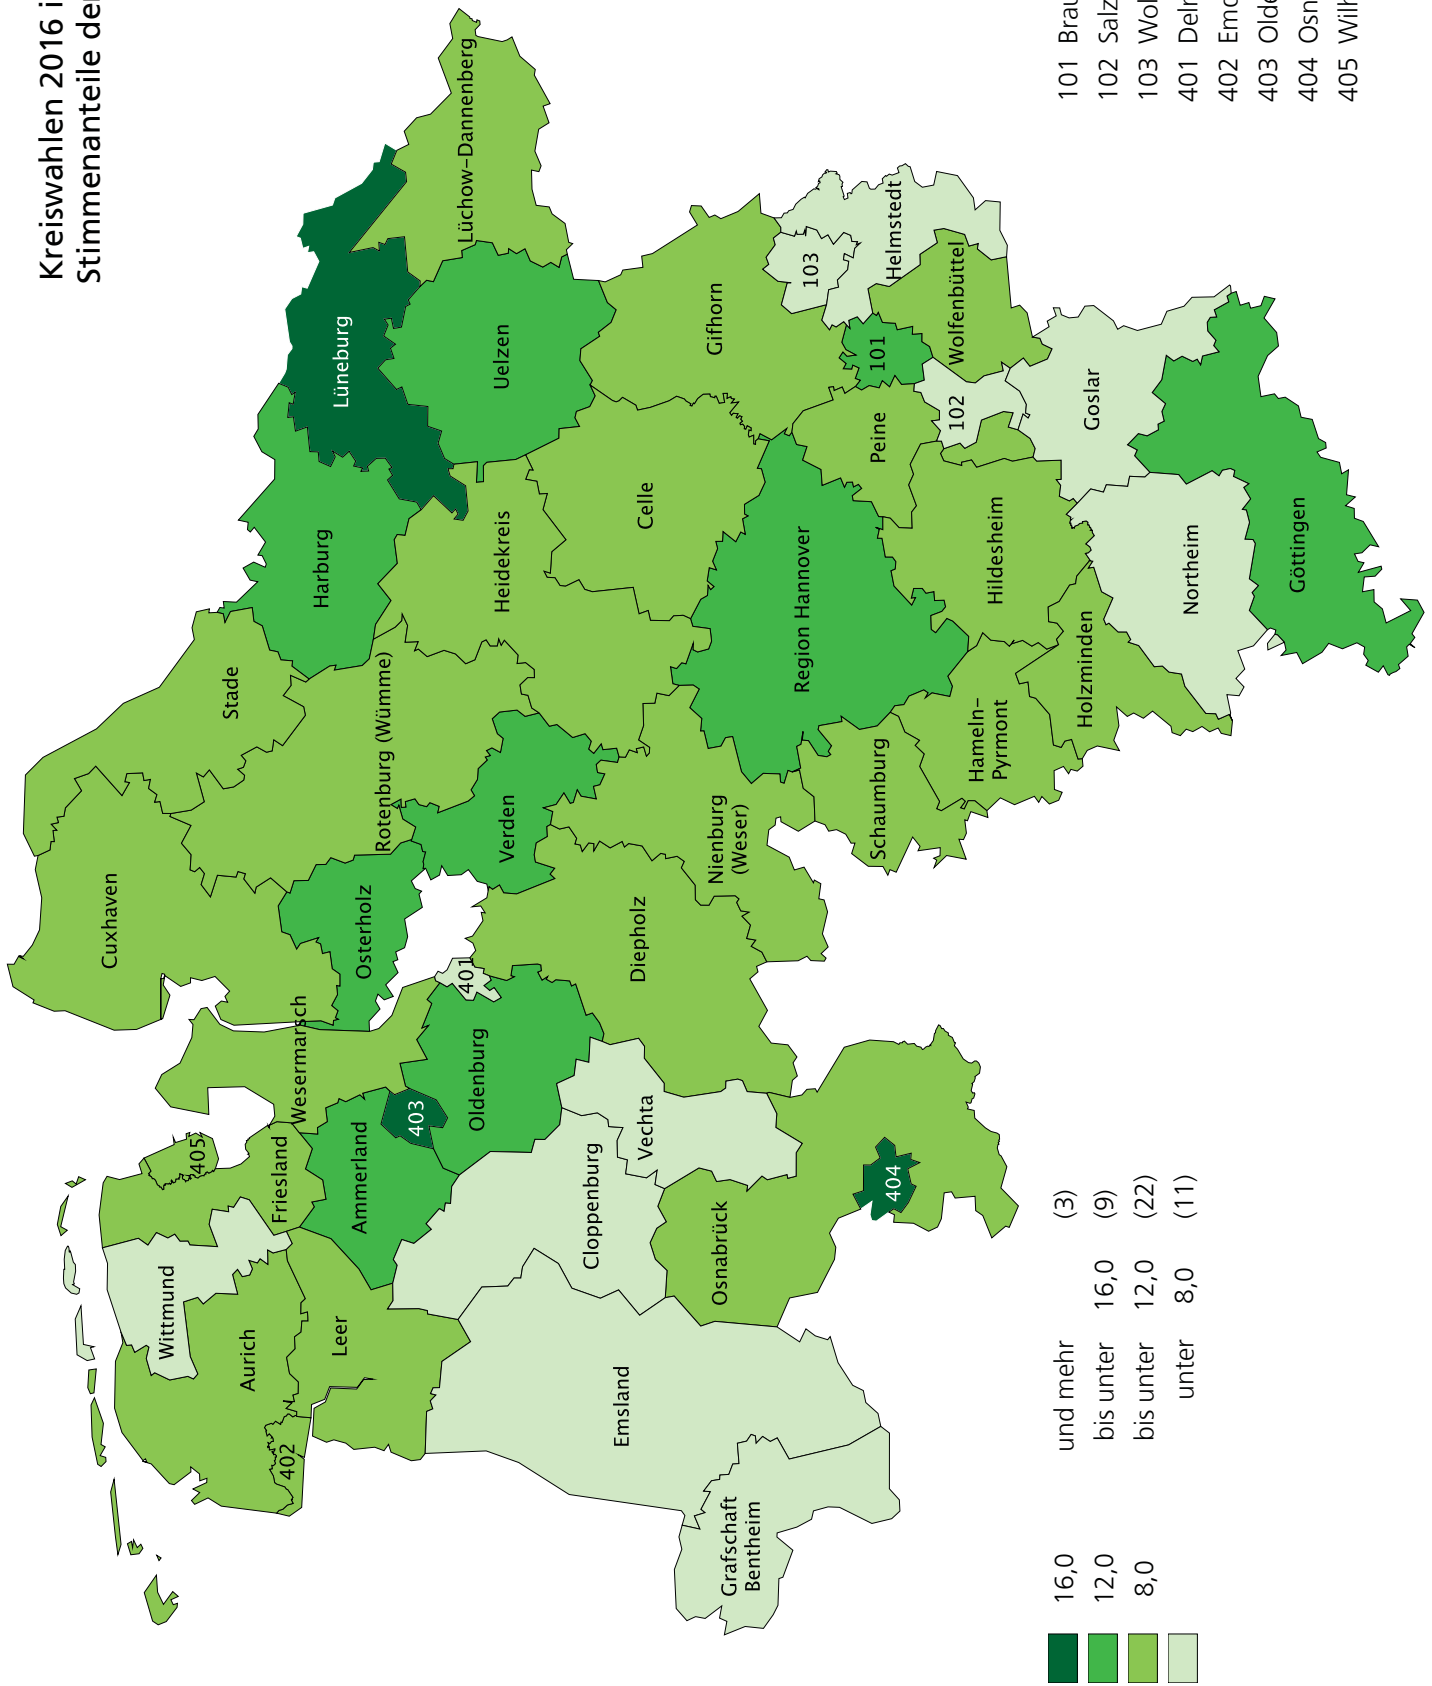 Kreiswahlen 2016 i
Stimmenanteile der
Cuxhaven
Stade
Harburg
Lüneburg
Lüchow–Dannenberg
Uelzen
Heidekreis
Rotenburg (Wümme)
Osterholz
Verden
Wesermarsch
Wittmund
Aurich
Friesland
Leer
Ammerland
Oldenburg
Diepholz
Nienburg
(Weser)
Celle
Gifhorn
Helmstedt
Wolfenbüttel
Peine
Region Hannover
Hildesheim
Schaumburg
Hameln–
Pyrmont
Holzminden
Northeim
Goslar
Göttingen
Cloppenburg
Vechta
Osnabrück
Emsland
Grafschaft
Bentheim
101
102
103
401
402
403
404
405
16,0 und mehr (3)
12,0 bis unter 16,0 (9)
8,0 bis unter 12,0 (22)
unter 8,0 (11)
101 Brau
102 Salz
103 Wol
401 Deln
402 Emd
403 Olde
404 Osn
405 Wilh